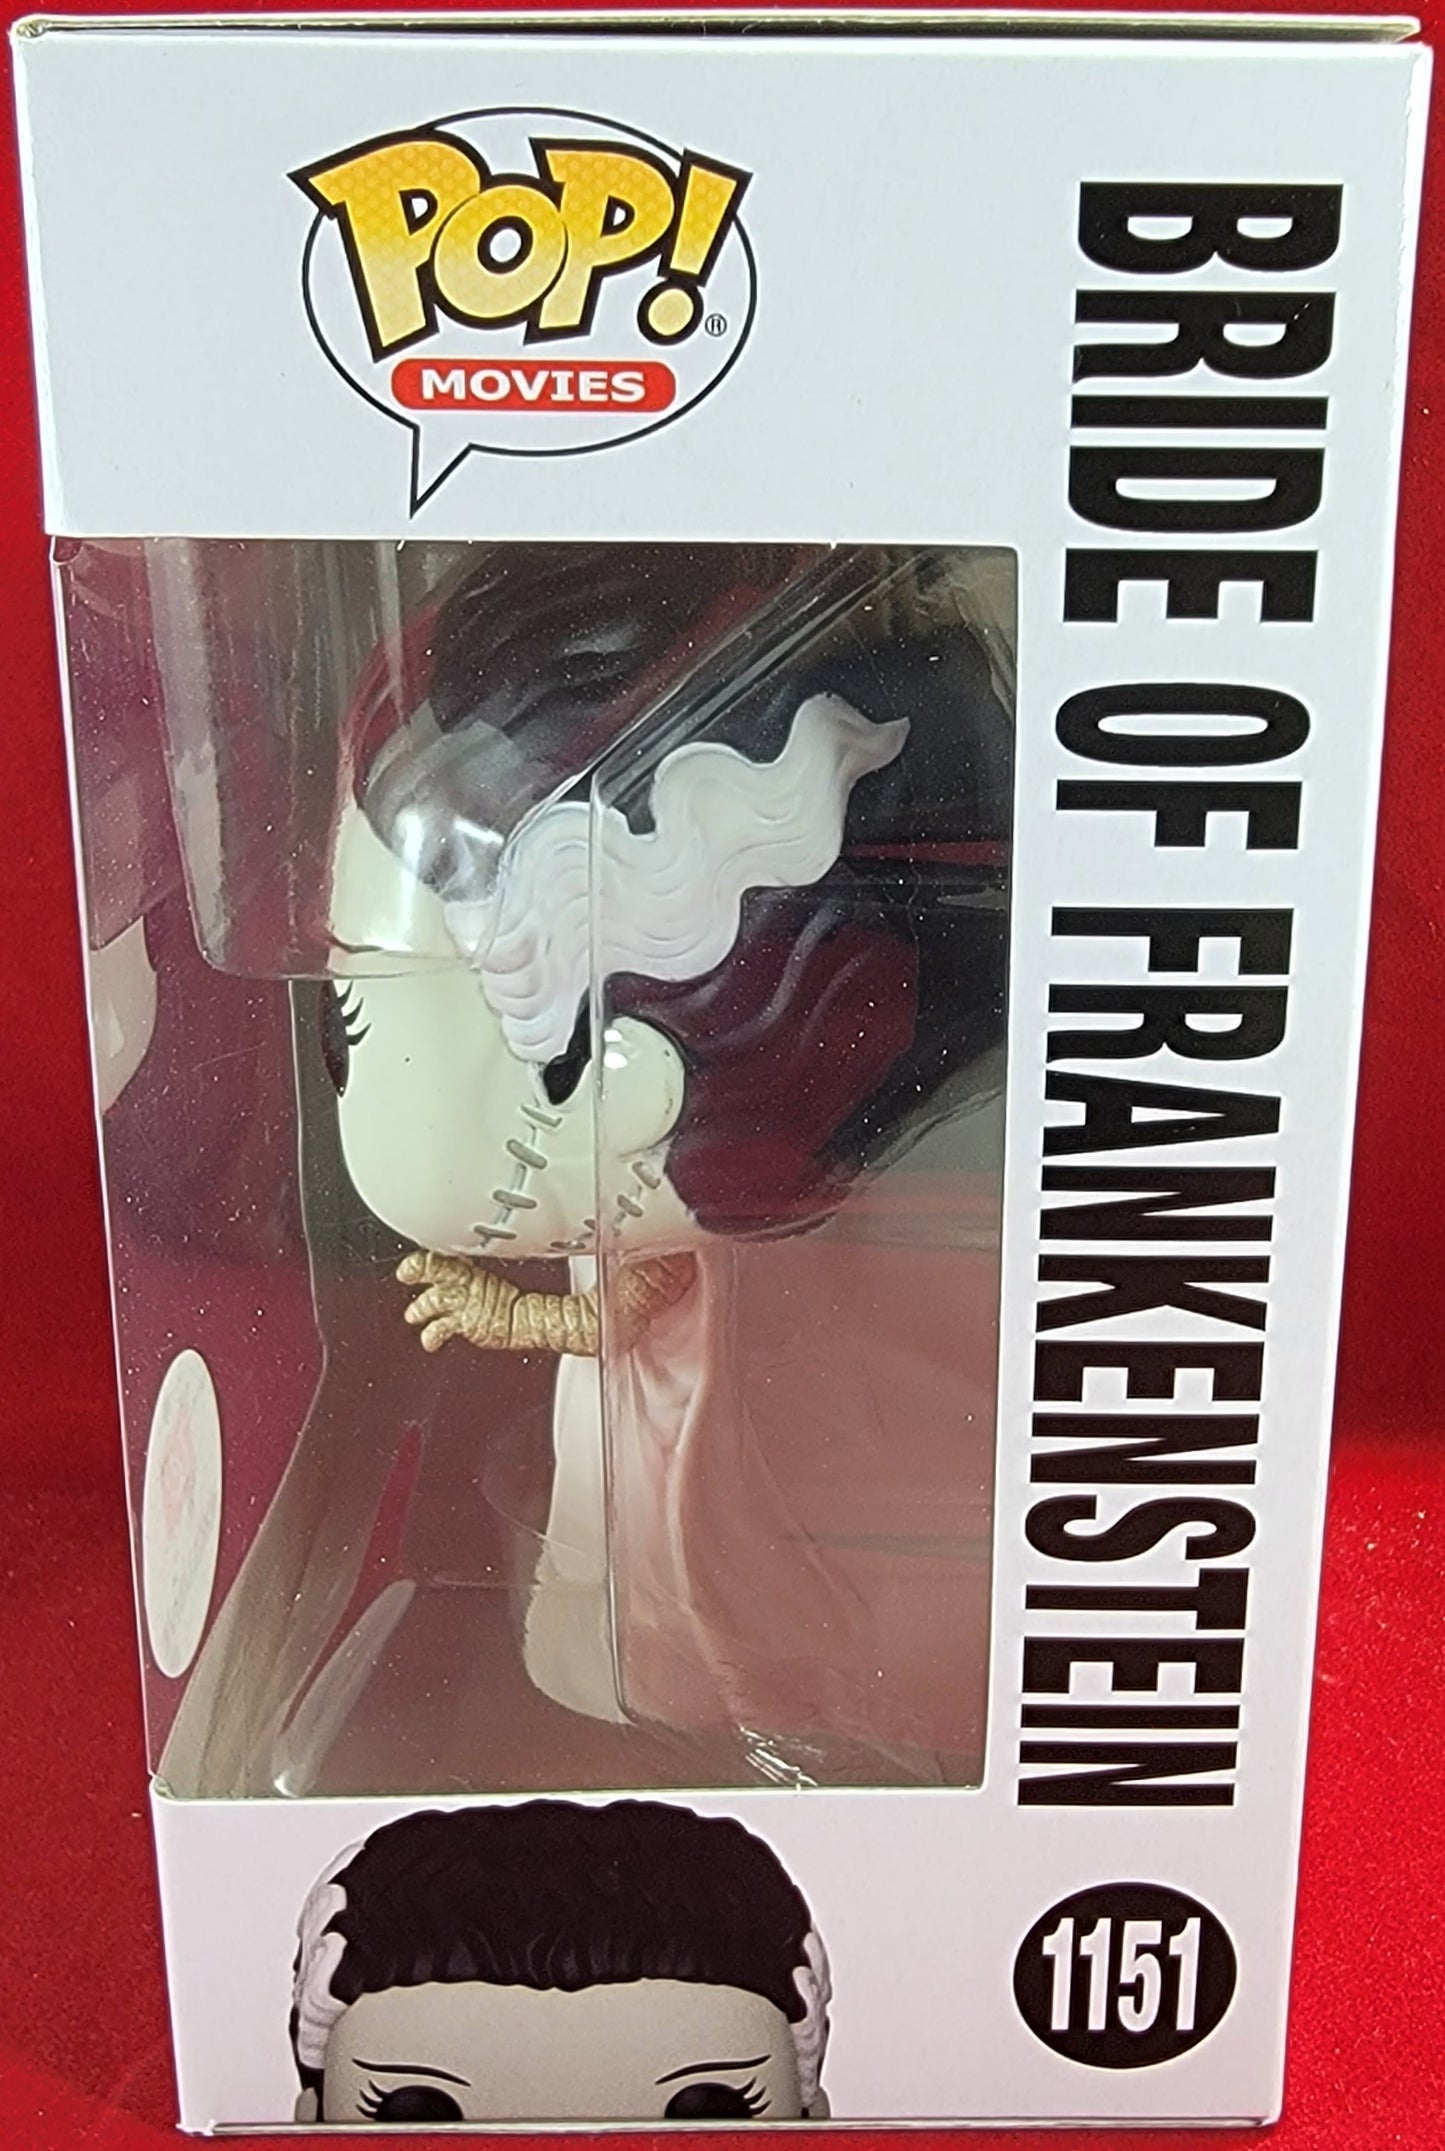 POP!®
MOVIES
BRIDE OF FRANKENSTEIN
1151